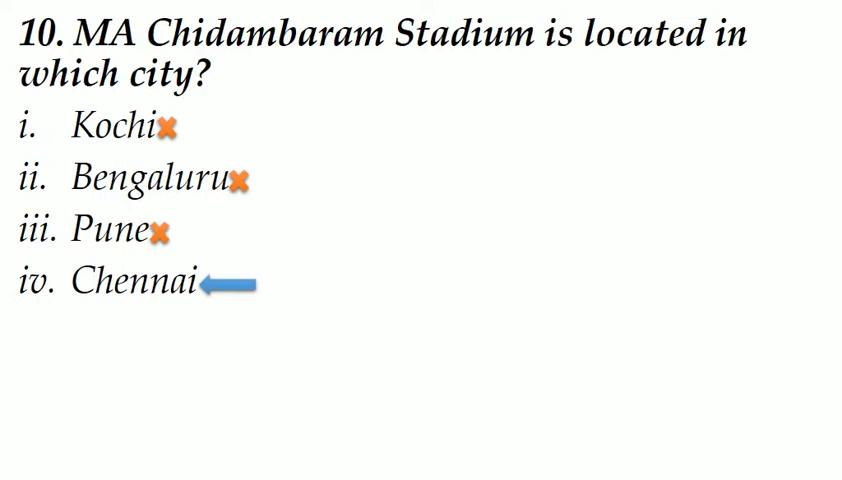 10. MA Chidambaram Stadium is located in
which city?
i. Kochi
ii. Bengaluru
iii. Pune
iv. Chennai